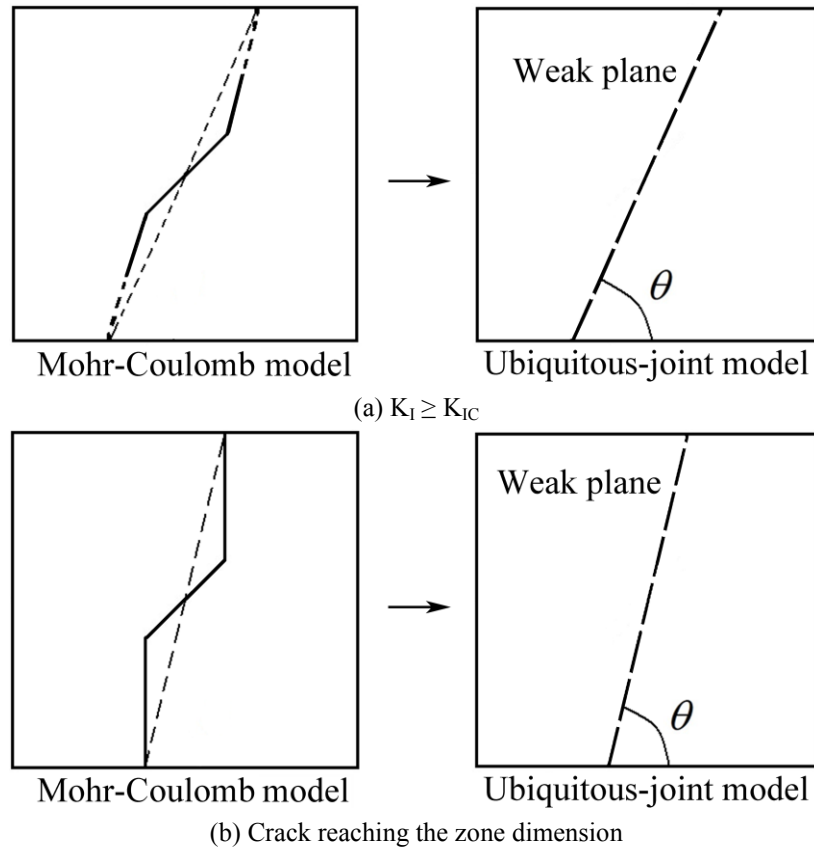 Weak plane
θ
Mohr-Coulomb model Ubiquitous-joint model
(a) K_I ≥ K_IC
Weak plane
θ
Mohr-Coulomb model Ubiquitous-joint model
(b) Crack reaching the zone dimension